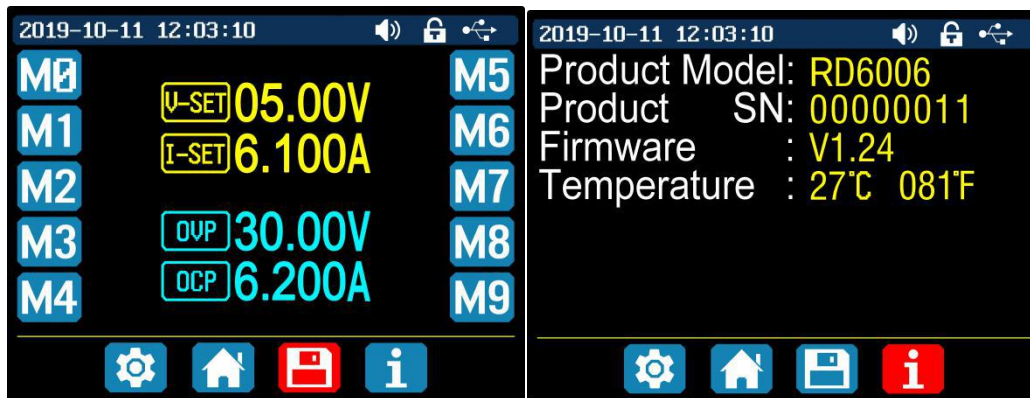 2019-10-11 12:03:10
M0
M1
M2
M3
M4
V-SET 05.00V
I-SET 6.100A
OVP 30.00V
OCP 6.200A
M5
M6
M7
M8
M9
i
2019-10-11 12:03:10
Product Model: RD6006
Product SN: 00000011
Firmware : V1.24
Temperature : 27℃ 081℉
i